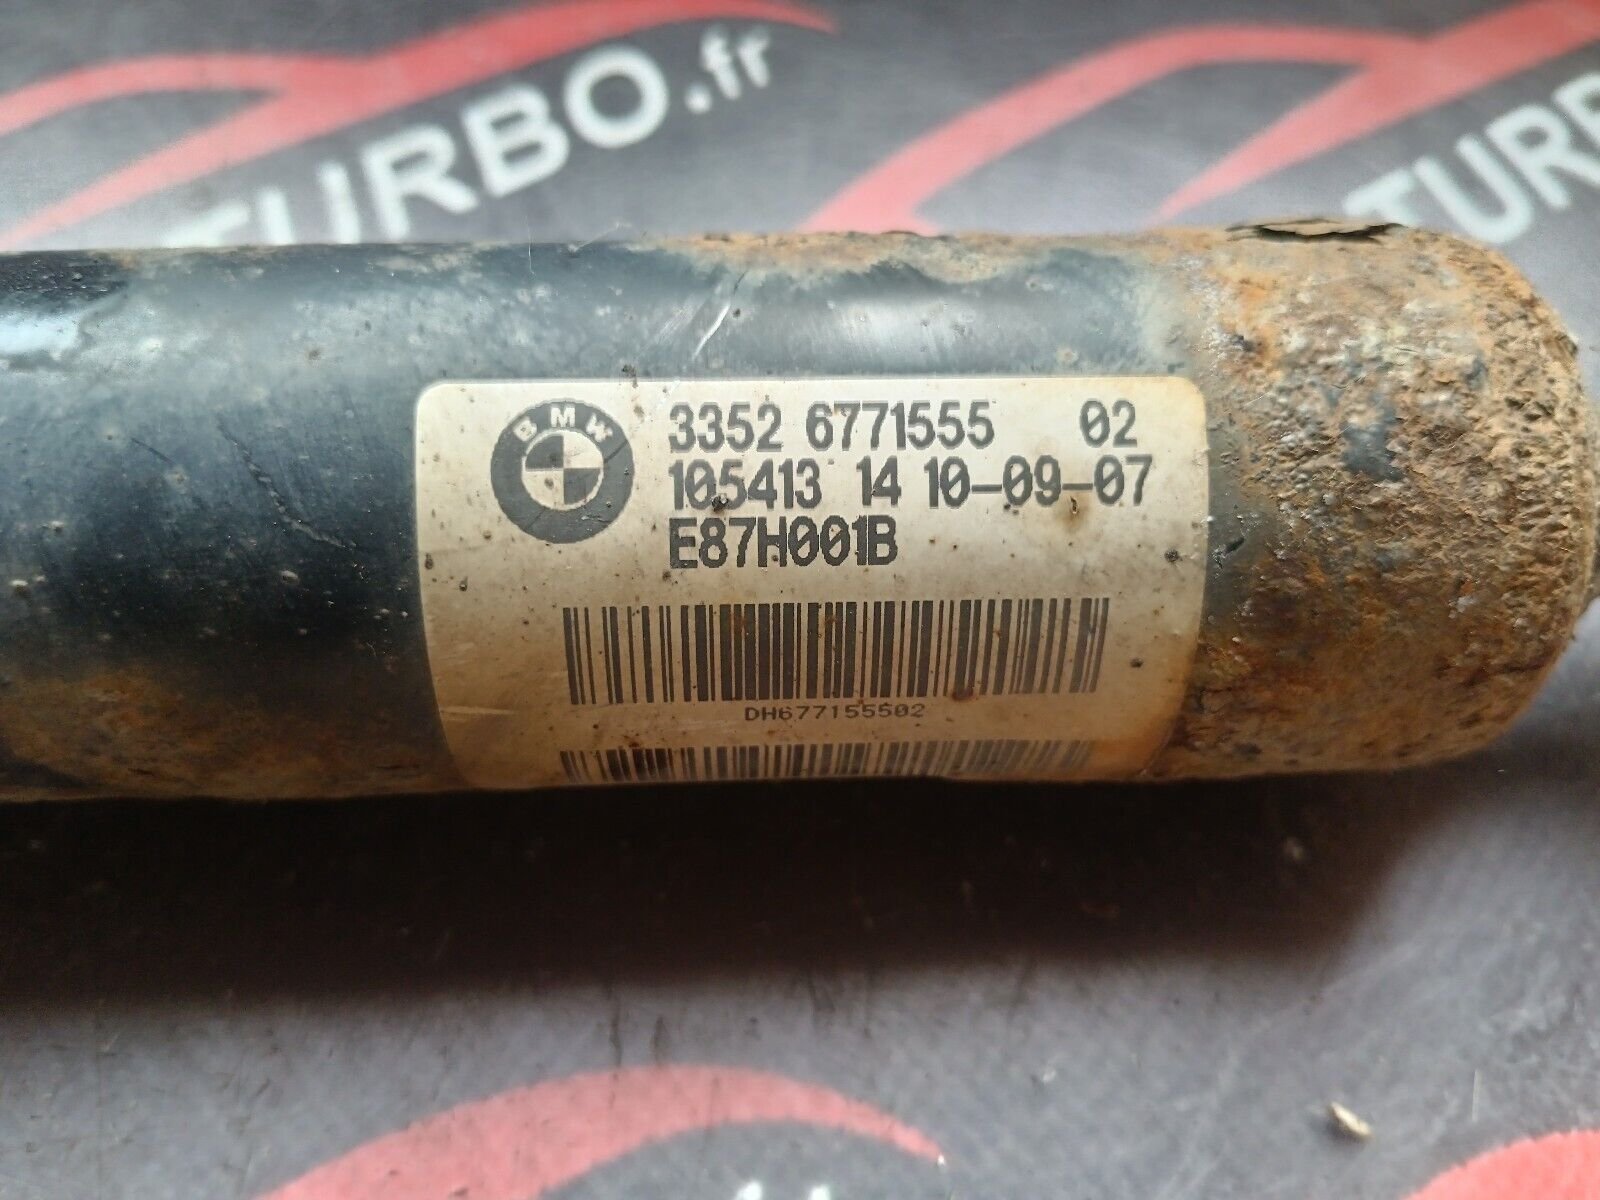 TURBO.fr
TURB
BMW
3352 6771555 02
105413 14 10-09-07
E87H001B
DH677155502